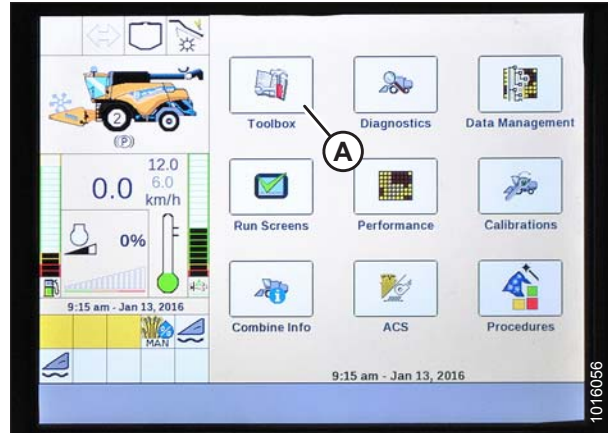 2
(P)
12.0
0.0
6.0
km/h
0%
9:15 am - Jan 13, 2016
MAN
Toolbox
Diagnostics
Data Management
A
Run Screens
Performance
Calibrations
Combine Info
ACS
Procedures
9:15 am - Jan 13, 2016
1016056